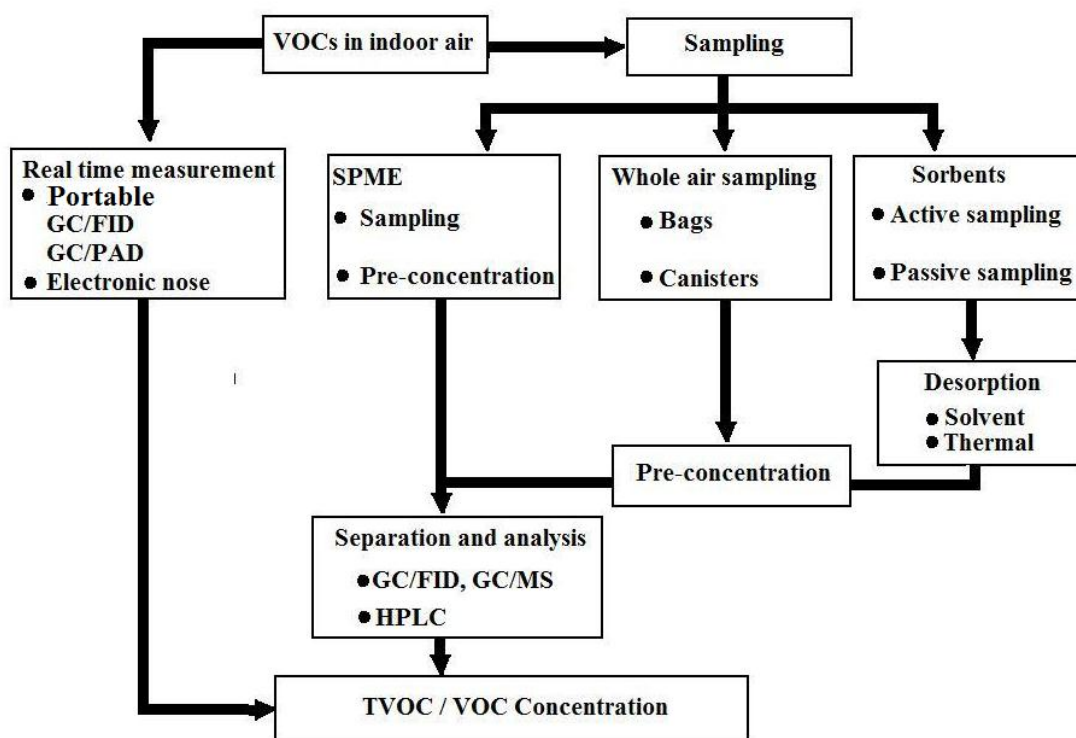 VOCs in indoor air
Sampling
Real time measurement
● Portable
GC/FID
GC/PAD
● Electronic nose
SPME
● Sampling
● Pre-concentration
Whole air sampling
● Bags
● Canisters
Sorbents
● Active sampling
● Passive sampling
Desorption
● Solvent
● Thermal
Pre-concentration
Separation and analysis
● GC/FID, GC/MS
● HPLC
TVOC / VOC Concentration